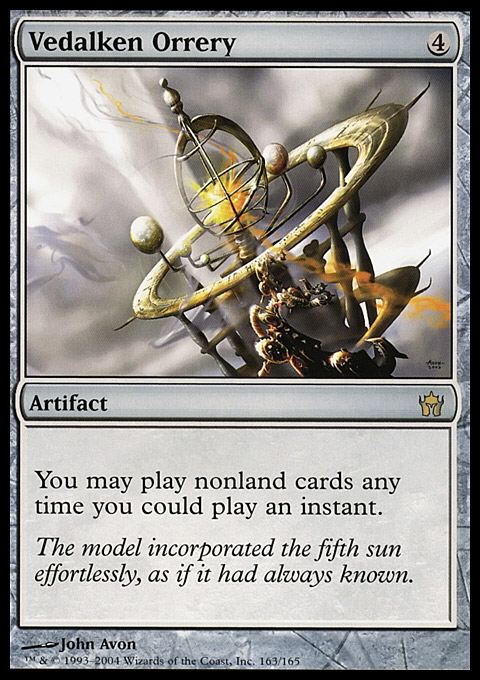 Vedalken Orrery 4
Artifact
You may play nonland cards any
time you could play an instant.
The model incorporated the fifth sun
effortlessly, as if it had always known.
John Avon
™ & © 1993–2004 Wizards of the Coast, Inc. 163/165